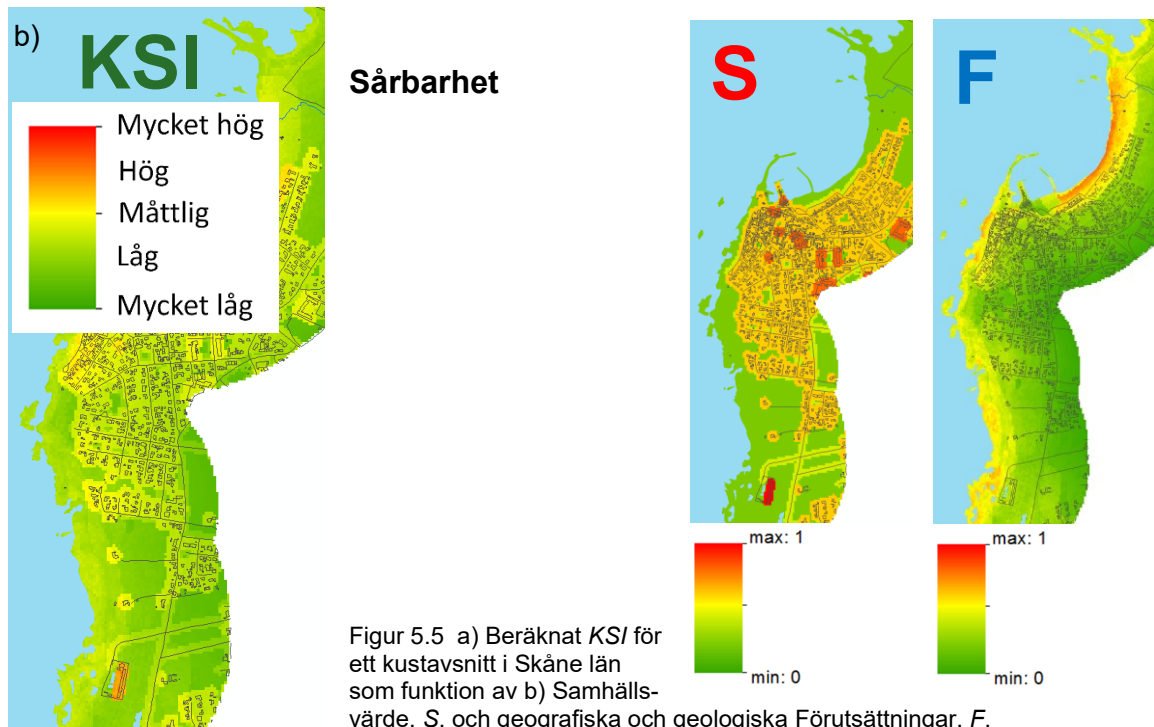 b)
KSI
Mycket hög
Hög
Måttlig
Låg
Mycket låg
Sårbarhet
S
F
max: 1
min: 0
max: 1
min: 0
Figur 5.5 a) Beräknat KSI för
ett kustavsnitt i Skåne län
som funktion av b) Samhälls-
värde, S, och geografiska och geologiska Förutsättningar, F.